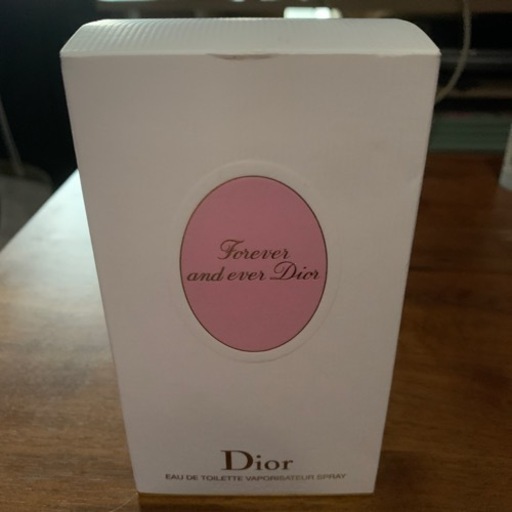 Forever
and ever Dior
Dior
EAU DE TOILETTE VAPORISATEUR SPRAY